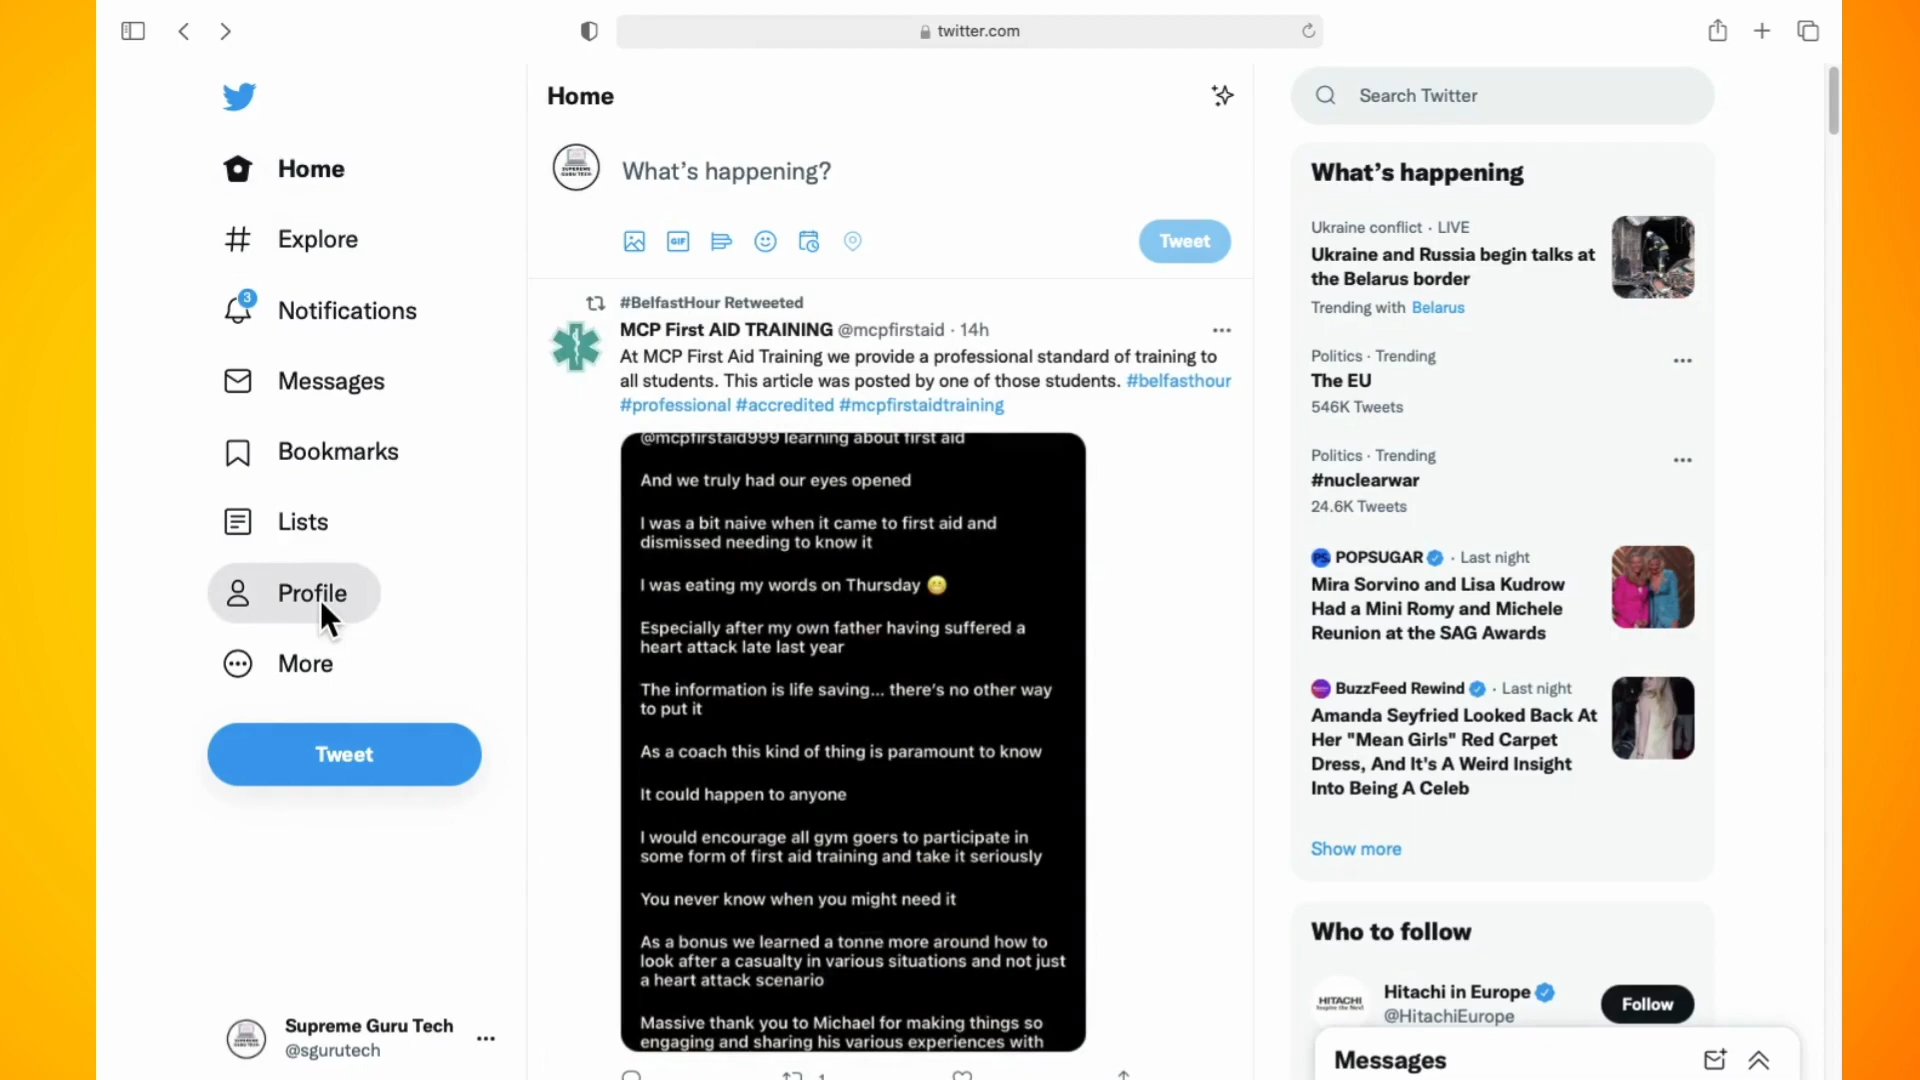 twitter.com
Home
Explore
3
Notifications
Messages
Bookmarks
Lists
Profile
More
Tweet
Supreme Guru Tech
@sgurutech
Home
What's happening?
GIF
Tweet
#BelfastHour Retweeted
MCP First AID TRAINING @mcpfirstaid · 14h
At MCP First Aid Training we provide a professional standard of training to
all students. This article was posted by one of those students. #belfasthour
#professional #accredited #mcpfirstaidtraining
@mcpfirstaid999 learning about first aid
And we truly had our eyes opened
I was a bit naive when it came to first aid and
dismissed needing to know it
I was eating my words on Thursday
Especially after my own father having suffered a
heart attack late last year
The information is life saving... there's no other way
to put it
As a coach this kind of thing is paramount to know
It could happen to anyone
I would encourage all gym goers to participate in
some form of first aid training and take it seriously
You never know when you might need it
As a bonus we learned a tonne more around how to
look after a casualty in various situations and not just
a heart attack scenario
Massive thank you to Michael for making things so
engaging and sharing his various experiences with
Search Twitter
What's happening
Ukraine conflict · LIVE
Ukraine and Russia begin talks at
the Belarus border
Trending with Belarus
Politics · Trending
The EU
546K Tweets
Politics · Trending
#nuclearwar
24.6K Tweets
POPSUGAR · Last night
Mira Sorvino and Lisa Kudrow
Had a Mini Romy and Michele
Reunion at the SAG Awards
BuzzFeed Rewind · Last night
Amanda Seyfried Looked Back At
Her "Mean Girls" Red Carpet
Dress, And It's A Weird Insight
Into Being A Celeb
Show more
Who to follow
HITACHI
Inspire the Next
Hitachi in Europe
@HitachiEurope
Follow
Messages